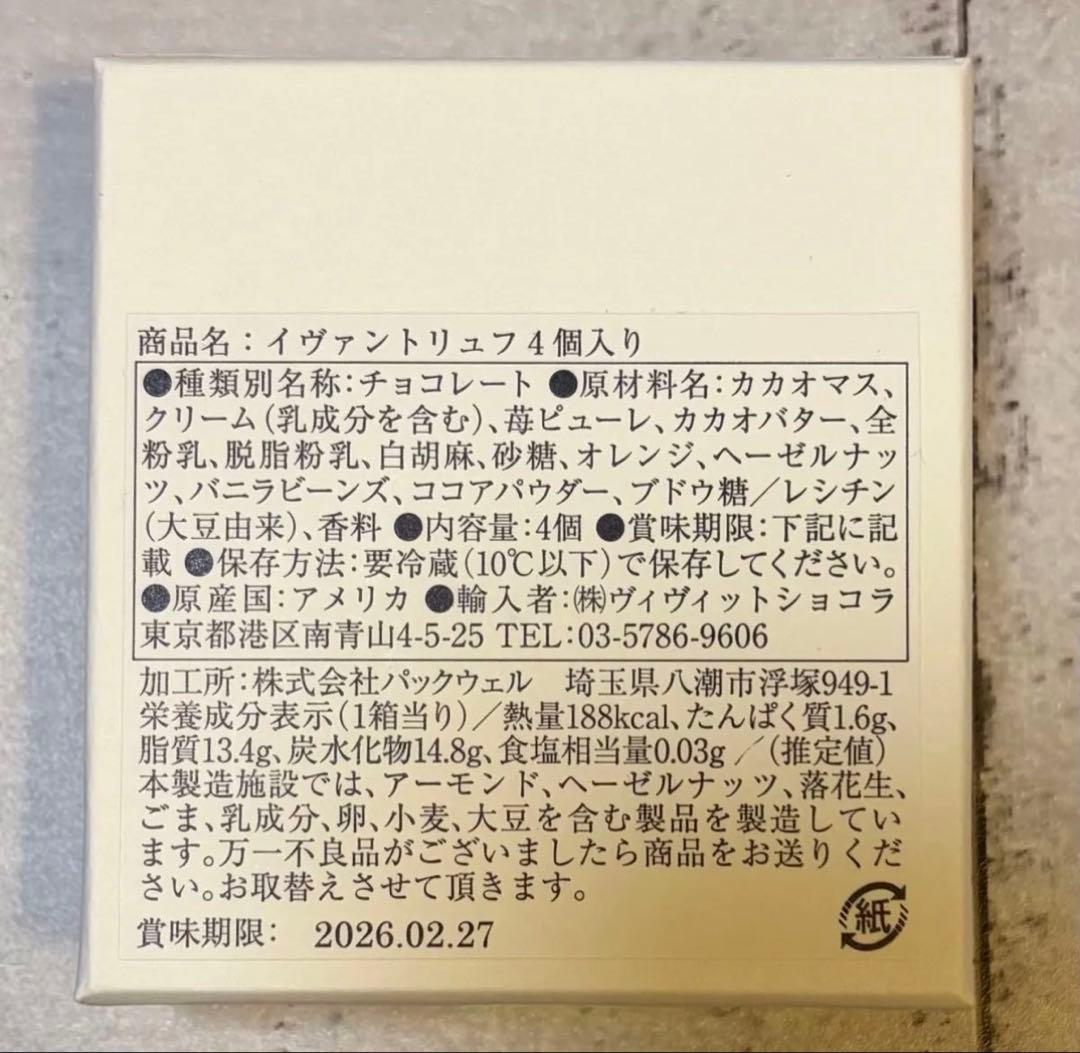 商品名：イヴァントリュフ4個入り
●種類別名称：チョコレート ●原材料名：カカオマス、
クリーム（乳成分を含む）、苺ピューレ、カカオバター、全
粉乳、脱脂粉乳、白胡麻、砂糖、オレンジ、ヘーゼルナッ
ツ、バニラビーンズ、ココアパウダー、ブドウ糖／レシチン
（大豆由来）、香料 ●内容量：4個 ●賞味期限：下記に記
載 ●保存方法：要冷蔵（10℃以下）で保存してください。
●原産国：アメリカ ●輸入者：㈱ヴィヴィットショコラ
東京都港区南青山4-5-25 TEL：03-5786-9606
加工所：株式会社パックウェル　埼玉県八潮市浮塚949-1
栄養成分表示（1箱当り）／熱量188kcal、たんぱく質1.6g、
脂質13.4g、炭水化物14.8g、食塩相当量0.03g／（推定値）
本製造施設では、アーモンド、ヘーゼルナッツ、落花生、
ごま、乳成分、卵、小麦、大豆を含む製品を製造してい
ます。万一不良品がございましたら商品をお送りくだ
さい。お取替えさせて頂きます。
賞味期限：　2026.02.27
紙